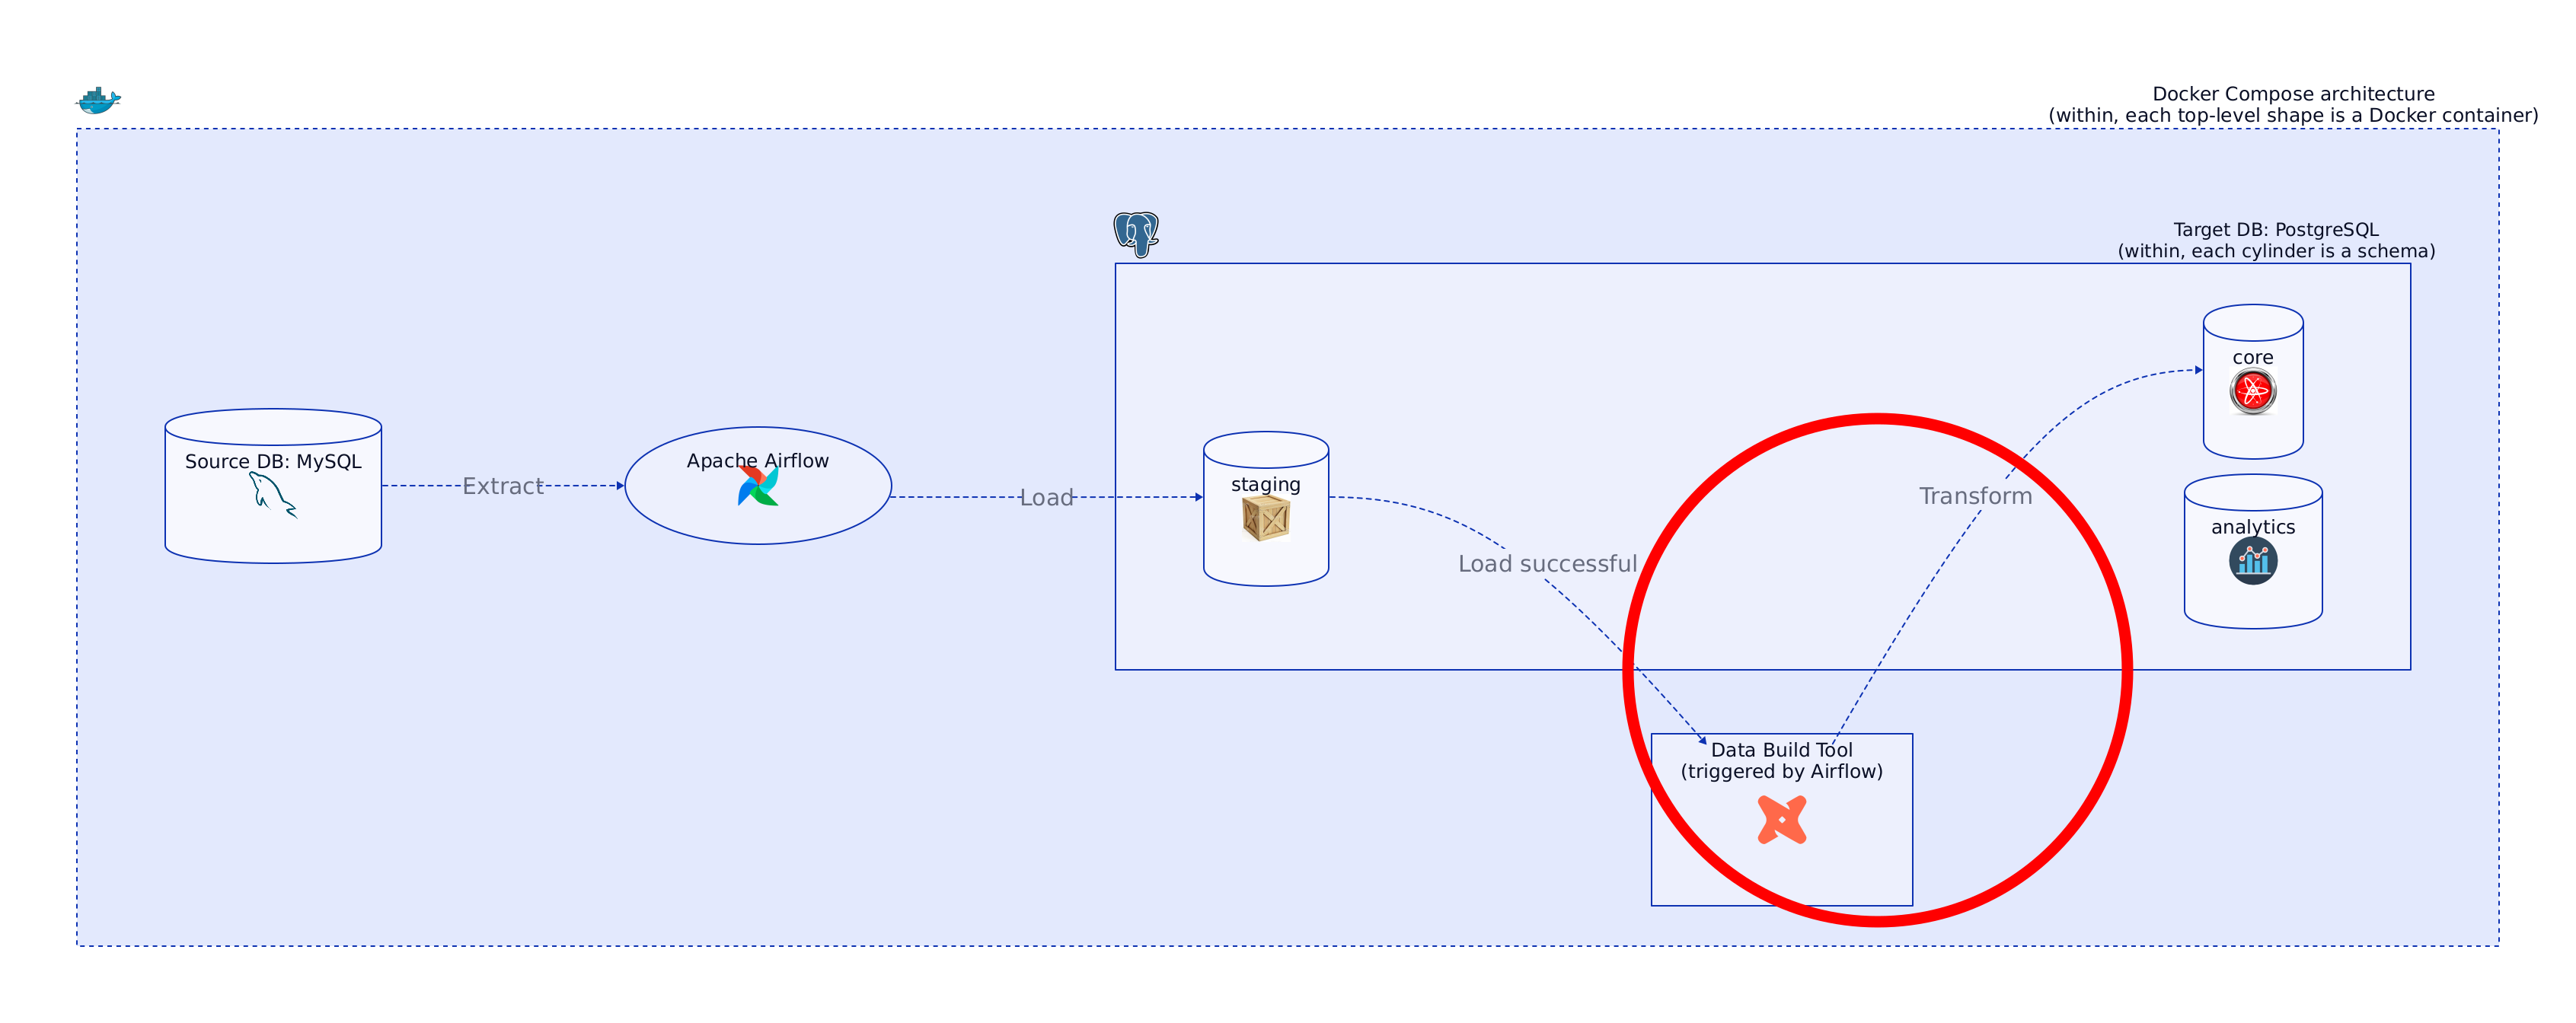 Docker Compose architecture
(within, each top-level shape is a Docker container)
Target DB: PostgreSQL
(within, each cylinder is a schema)
core
Source DB: MySQL
Extract
Apache Airflow
Load
staging
Load successful
Transform
analytics
Data Build Tool
(triggered by Airflow)